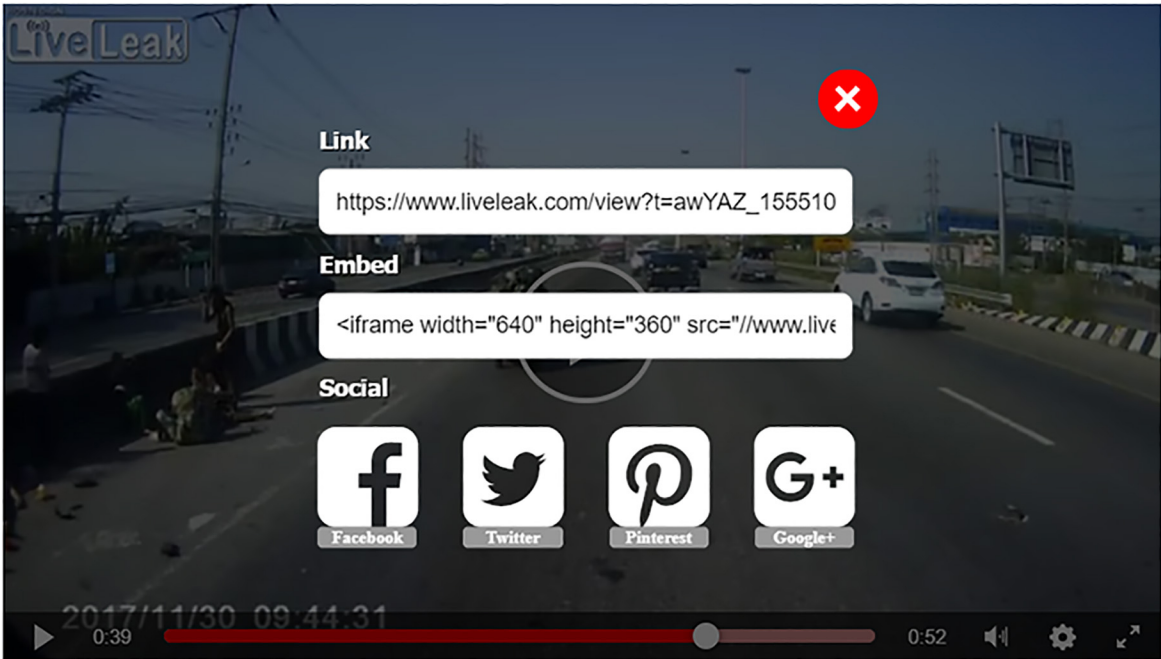 LiveLeak
Link
https://www.liveleak.com/view?t=awYAZ_155510
Embed
<iframe width="640" height="360" src="//www.live
Social
Facebook
Twitter
Pinterest
G+
Google+
2017/11/30 09:44:31
0:39
0:52